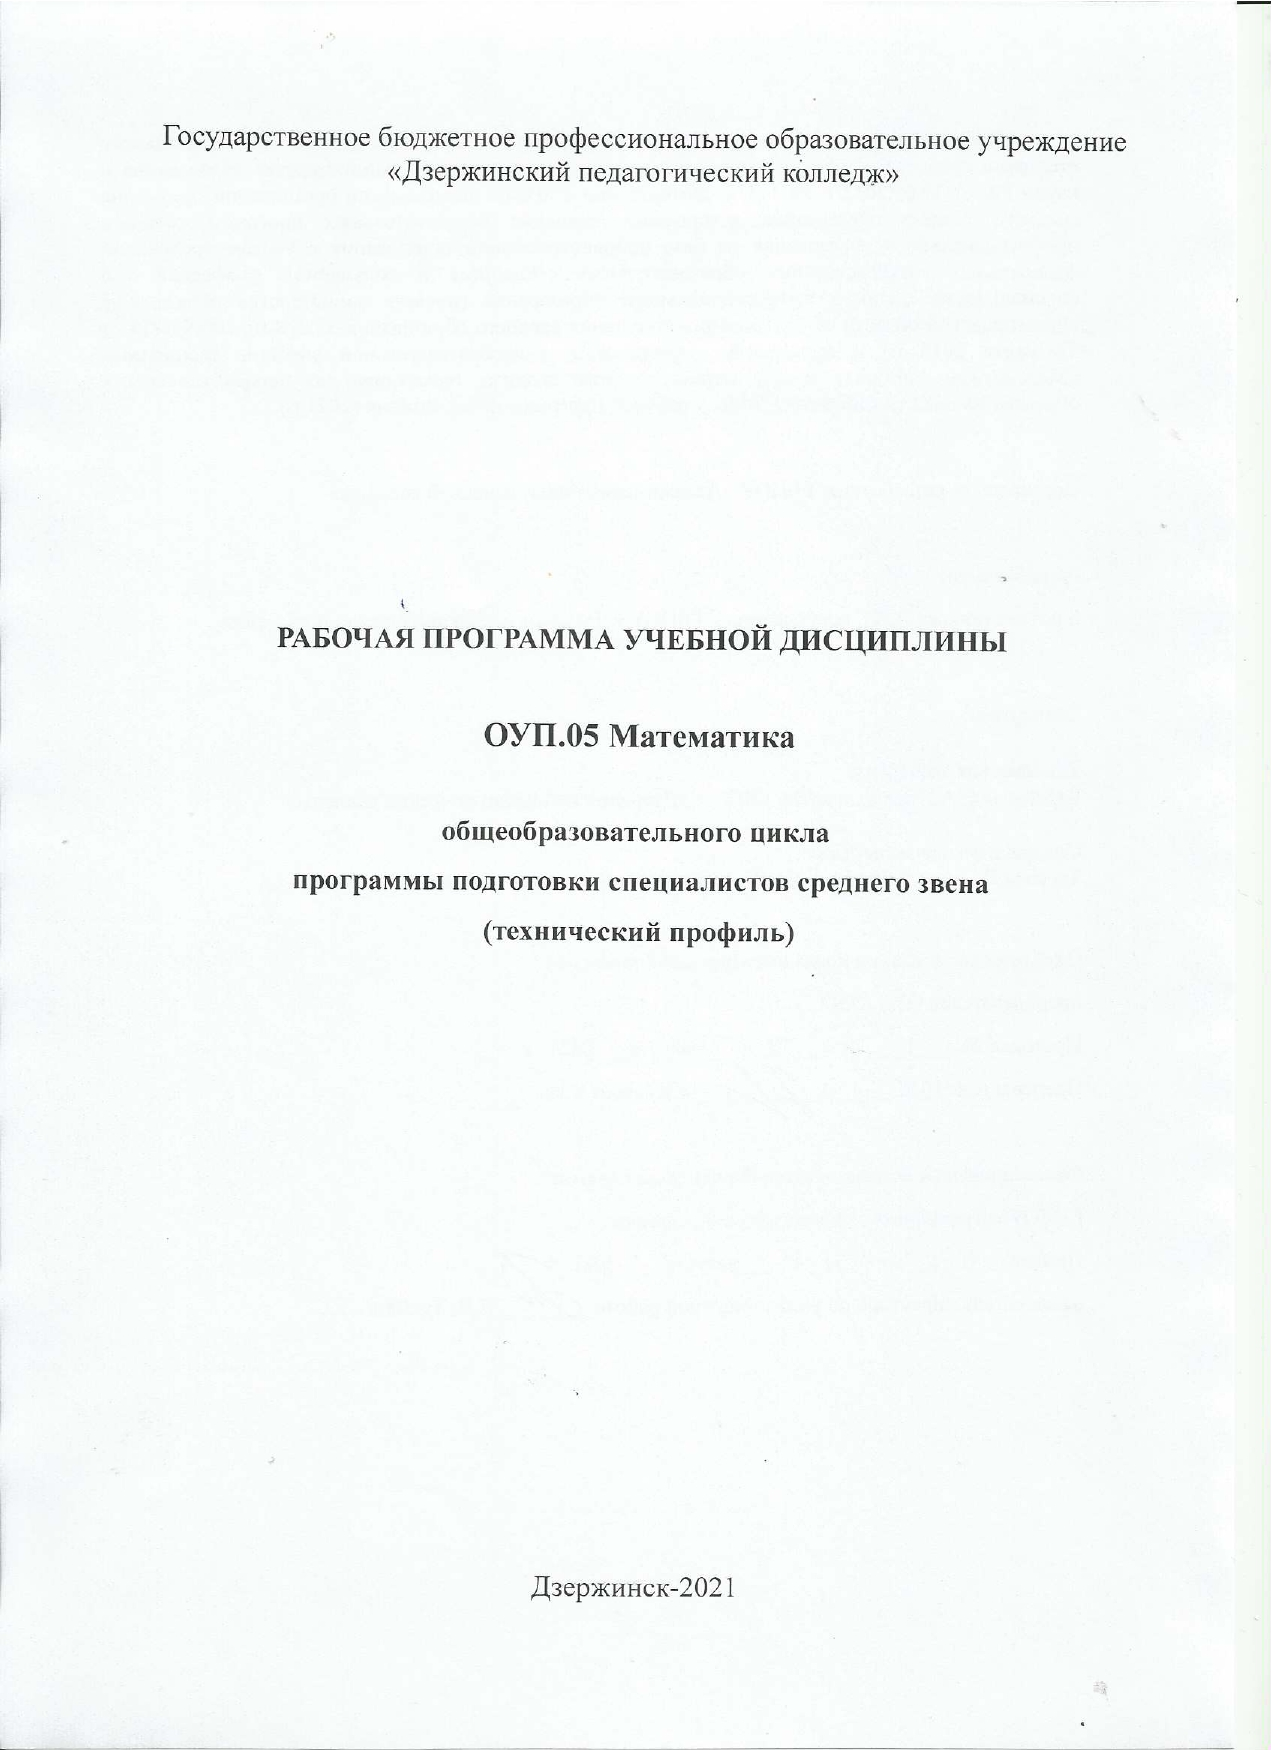 Государственное бюджетное профессиональное образовательное учреждение
«Дзержинский педагогический колледж»
РАБОЧАЯ ПРОГРАММА УЧЕБНОЙ ДИСЦИПЛИНЫ
ОУП.05 Математика
общеобразовательного цикла
программы подготовки специалистов среднего звена
(технический профиль)
Дзержинск-2021